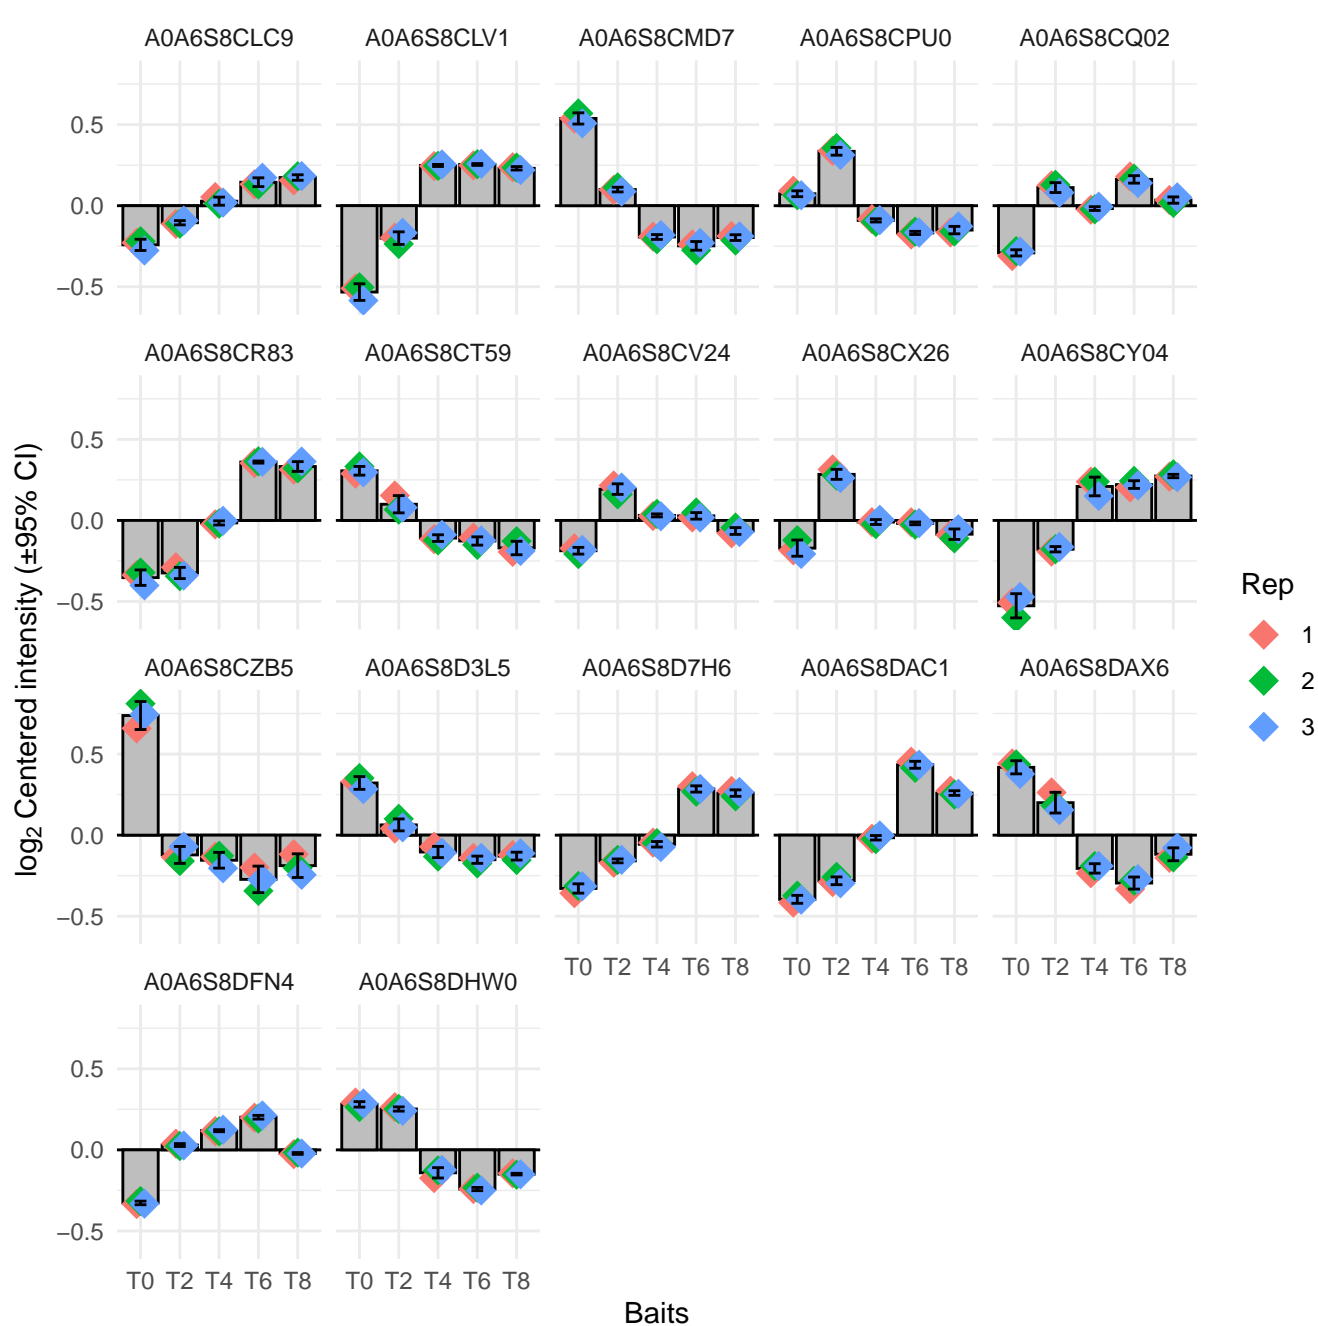 A0A6S8CLC9 A0A6S8CLV1 A0A6S8CMD7 A0A6S8CPU0 A0A6S8CQ02
0.5
0.0
−0.5
A0A6S8CR83 A0A6S8CT59 A0A6S8CV24 A0A6S8CX26 A0A6S8CY04
0.5
0.0
−0.5
A0A6S8CZB5 A0A6S8D3L5 A0A6S8D7H6 A0A6S8DAC1 A0A6S8DAX6
0.5
0.0
−0.5
T0 T2 T4 T6 T8 T0 T2 T4 T6 T8 T0 T2 T4 T6 T8
A0A6S8DFN4 A0A6S8DHW0
0.5
0.0
−0.5
T0 T2 T4 T6 T8 T0 T2 T4 T6 T8
Baits
log₂ Centered intensity (±95% CI)
Rep
1
2
3